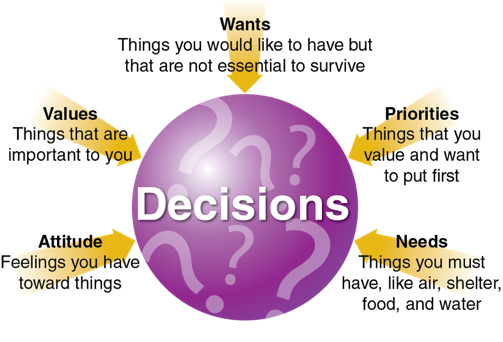 Wants
Things you would like to have but
that are not essential to survive
Values
Things that are
important to you
Priorities
Things that you
value and want
to put first
Decisions
Attitude
Feelings you have
toward things
Needs
Things you must
have, like air, shelter,
food, and water